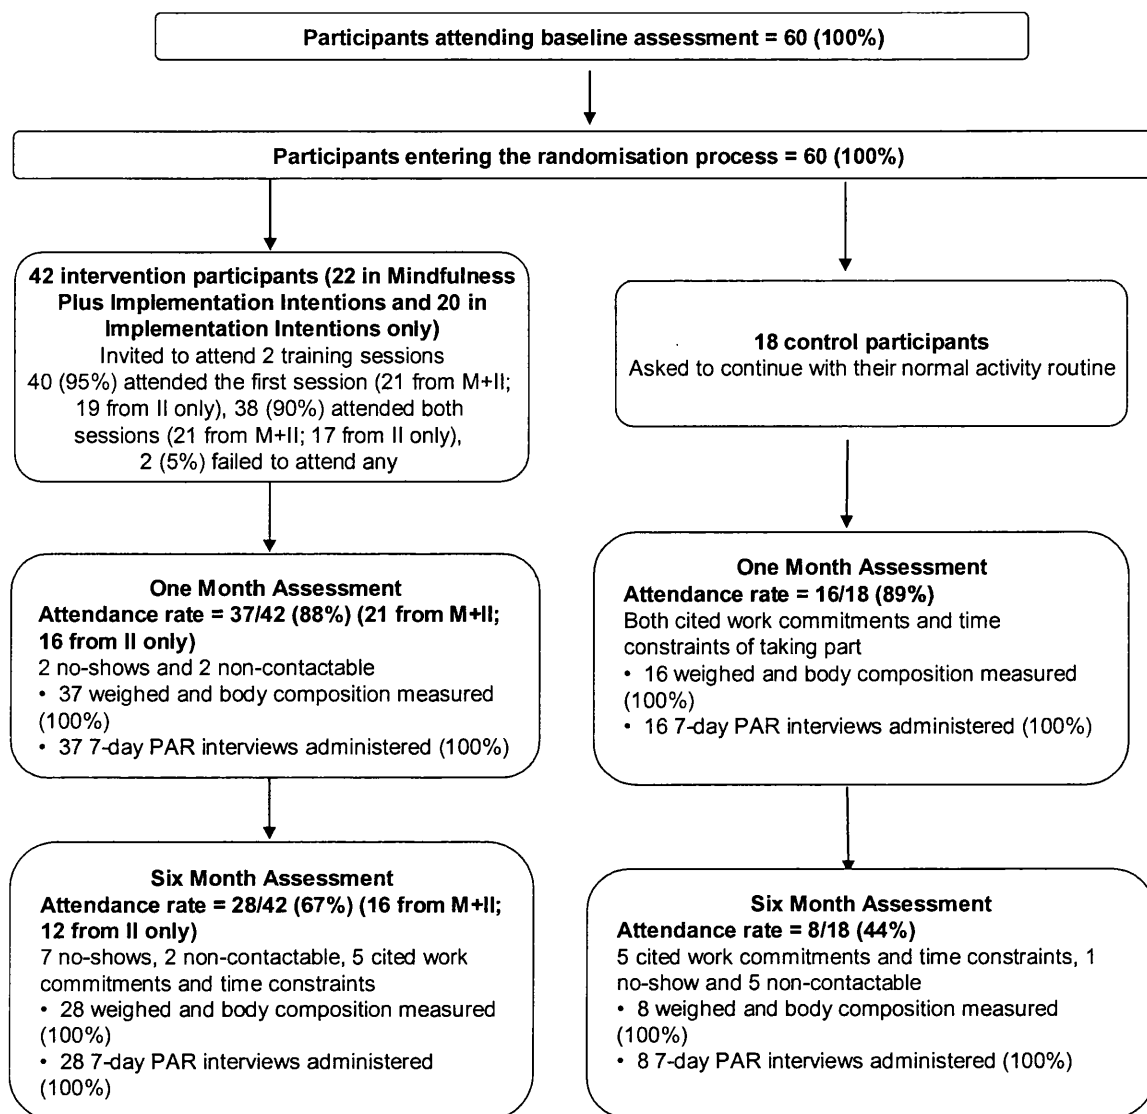 Participants attending baseline assessment = 60 (100%)
Participants entering the randomisation process = 60 (100%)
42 intervention participants (22 in Mindfulness
Plus Implementation Intentions and 20 in
Implementation Intentions only)
Invited to attend 2 training sessions
40 (95%) attended the first session (21 from M+II;
19 from II only), 38 (90%) attended both
sessions (21 from M+II; 17 from II only),
2 (5%) failed to attend any
18 control participants
Asked to continue with their normal activity routine
One Month Assessment
Attendance rate = 37/42 (88%) (21 from M+II;
16 from II only)
2 no-shows and 2 non-contactable
• 37 weighed and body composition measured
(100%)
• 37 7-day PAR interviews administered (100%)
One Month Assessment
Attendance rate = 16/18 (89%)
Both cited work commitments and time
constraints of taking part
• 16 weighed and body composition measured
(100%)
• 16 7-day PAR interviews administered (100%)
Six Month Assessment
Attendance rate = 28/42 (67%) (16 from M+II;
12 from II only)
7 no-shows, 2 non-contactable, 5 cited work
commitments and time constraints
• 28 weighed and body composition measured
(100%)
• 28 7-day PAR interviews administered
(100%)
Six Month Assessment
Attendance rate = 8/18 (44%)
5 cited work commitments and time constraints, 1
no-show and 5 non-contactable
• 8 weighed and body composition measured
(100%)
• 8 7-day PAR interviews administered (100%)